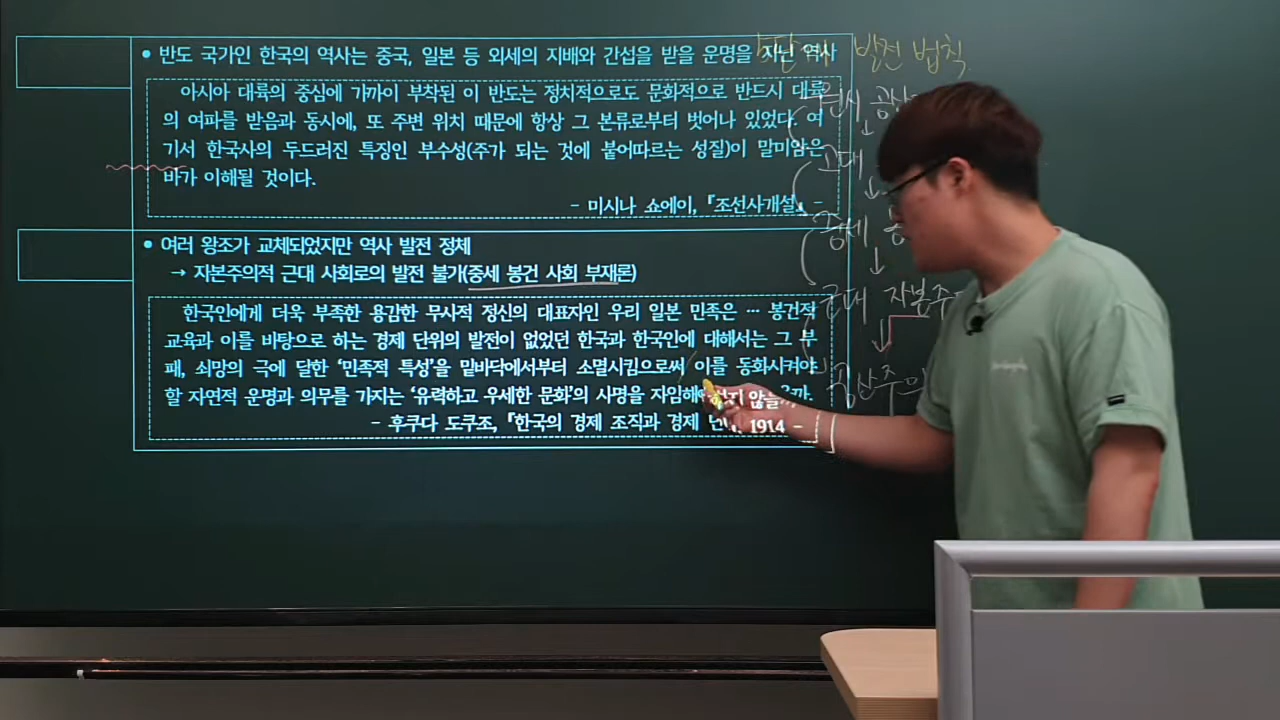 • 반도 국가인 한국의 역사는 중국, 일본 등 외세의 지배와 간섭을 받을 운명을 지닌 역사
아시아 대륙의 중심에 가까이 부착된 이 반도는 정치적으로도 문화적으로 반드시 대륙
의 여파를 받음과 동시에, 또 주변 위치 때문에 항상 그 본류로부터 벗어나 있었다. 여
기서 한국사의 두드러진 특징인 부수성(주가 되는 것에 붙어따르는 성질)이 말미암은
바가 이해될 것이다.
- 미시나 쇼에이, 『조선사개설』 -
• 여러 왕조가 교체되었지만 역사 발전 정체
→ 자본주의적 근대 사회로의 발전 불가(중세 봉건 사회 부재론)
한국인에게 더욱 부족한 용감한 무사적 정신의 대표자인 우리 일본 민족은 … 봉건적
교육과 이를 바탕으로 하는 경제 단위의 발전이 없었던 한국과 한국인에 대해서는 그 부
패, 쇠망의 극에 달한 ‘민족적 특성’을 밑바닥에서부터 소멸시킴으로써 이를 동화시켜야
할 자연적 운명과 의무를 가지는 ‘유력하고 우세한 문화’의 사명을 자임해야 하지 않을까.
- 후쿠다 도쿠조, 『한국의 경제 조직과 경제 1914 -
발전 법칙
원시 공산
↓
고대
↓
중세
↓
근대 자본주
↓
공산주의